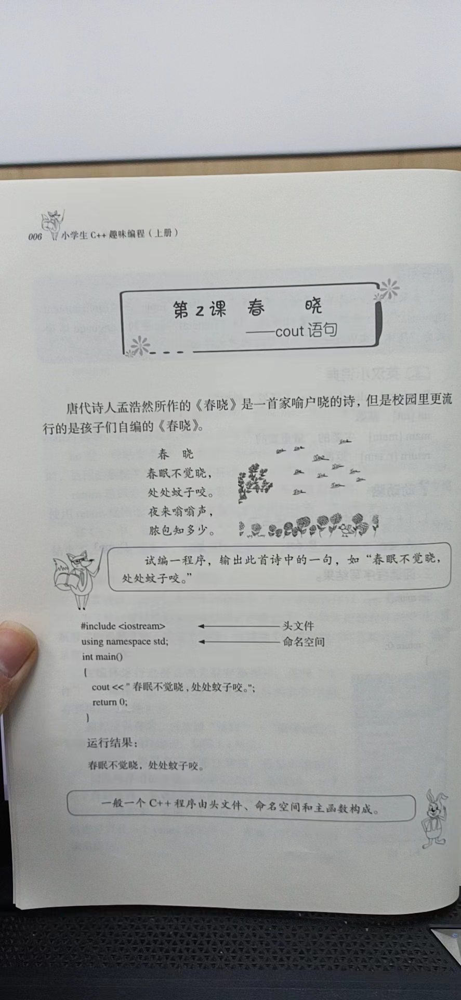 006 小学生 C++ 趣味编程（上册）
第 2 课 春 晓
——cout 语句
唐代诗人孟浩然所作的《春晓》是一首家喻户晓的诗，但是校园里更流
行的是孩子们自编的《春晓》。
春 晓
春眠不觉晓，
处处蚊子咬。
夜来嗡嗡声，
脓包知多少。
试编一程序，输出此首诗中的一句，如“春眠不觉晓，
处处蚊子咬。”
#include <iostream> 头文件
using namespace std; 命名空间
int main()
{
cout << " 春眠不觉晓 , 处处蚊子咬。";
return 0;
}
运行结果：
春眠不觉晓，处处蚊子咬。
一般一个 C++ 程序由头文件、命名空间和主函数构成。